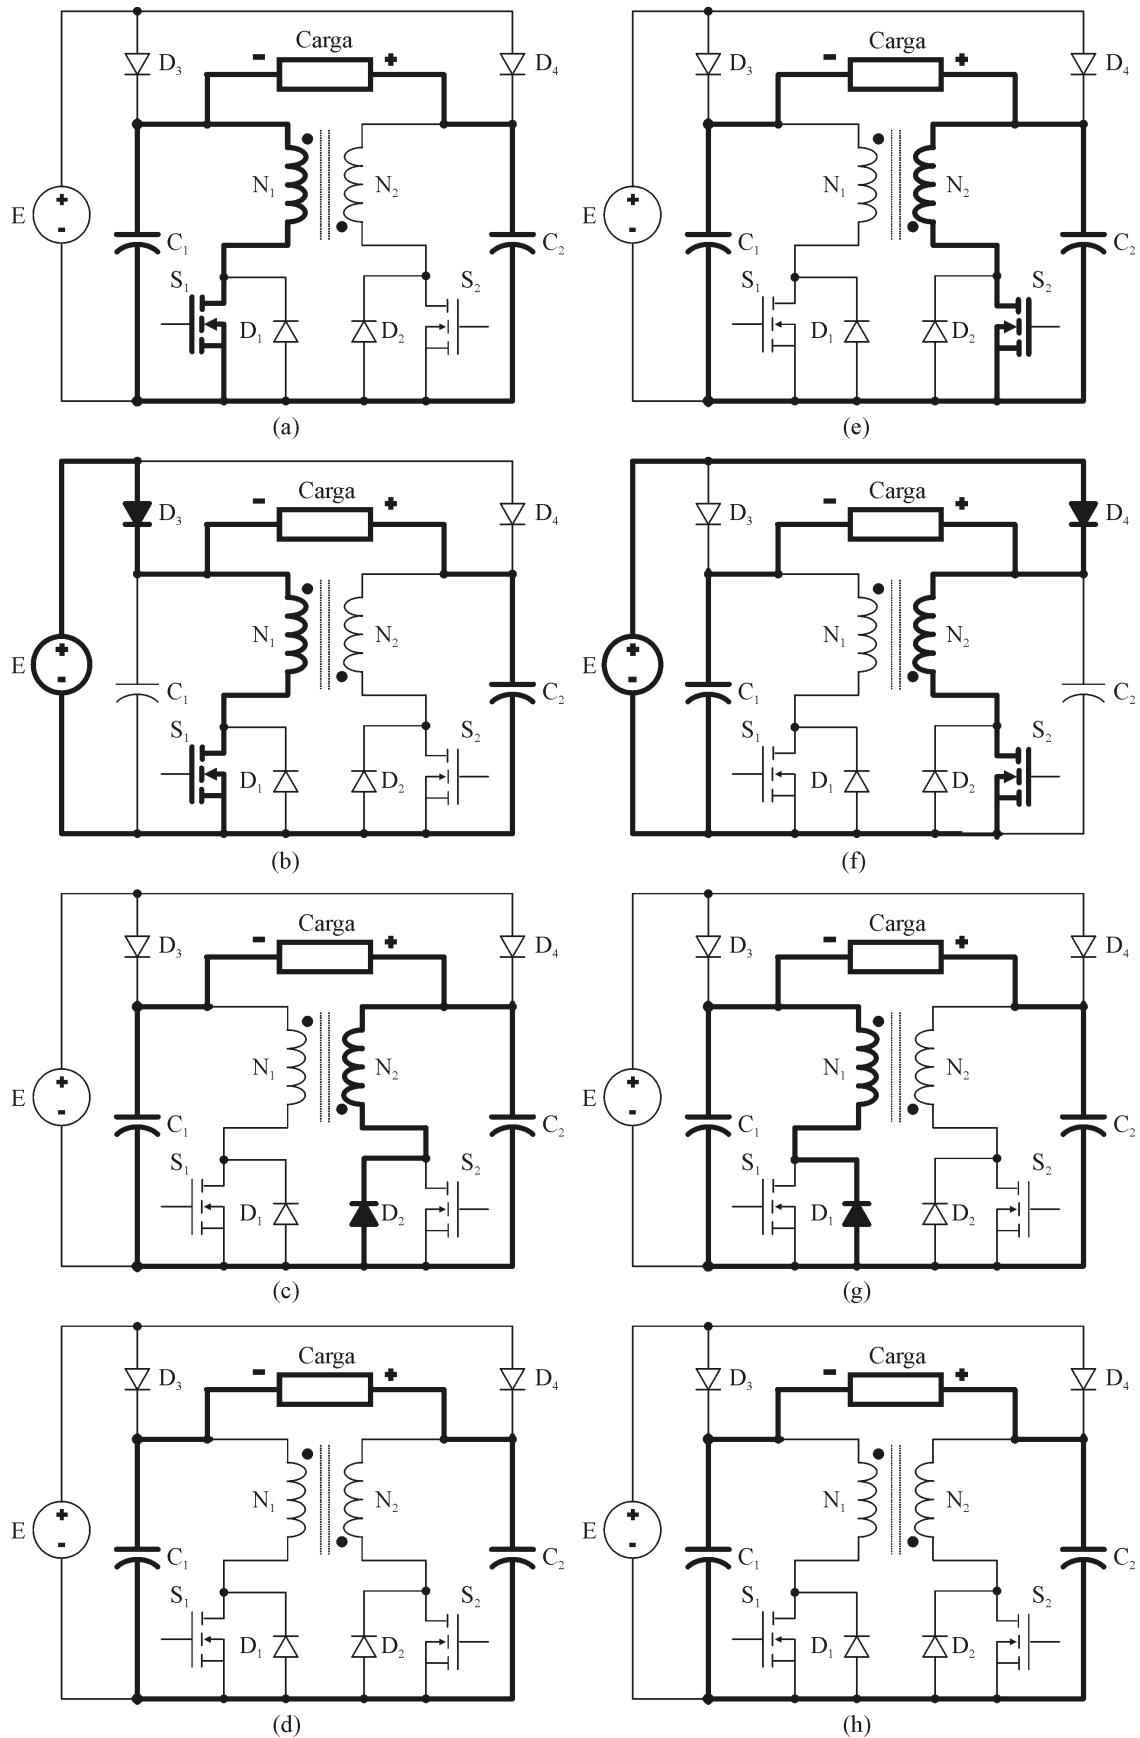 Carga
- +
D3 D4
N1 N2
E + -
C1 C2
S1 S2
D1 D2
(a)
Carga
- +
D3 D4
N1 N2
E + -
C1 C2
S1 S2
D1 D2
(e)
Carga
- +
D3 D4
N1 N2
E + -
C1 C2
S1 S2
D1 D2
(b)
Carga
- +
D3 D4
N1 N2
E + -
C1 C2
S1 S2
D1 D2
(f)
Carga
- +
D3 D4
N1 N2
E + -
C1 C2
S1 S2
D1 D2
(c)
Carga
- +
D3 D4
N1 N2
E + -
C1 C2
S1 S2
D1 D2
(g)
Carga
- +
D3 D4
N1 N2
E + -
C1 C2
S1 S2
D1 D2
(d)
Carga
- +
D3 D4
N1 N2
E + -
C1 C2
S1 S2
D1 D2
(h)